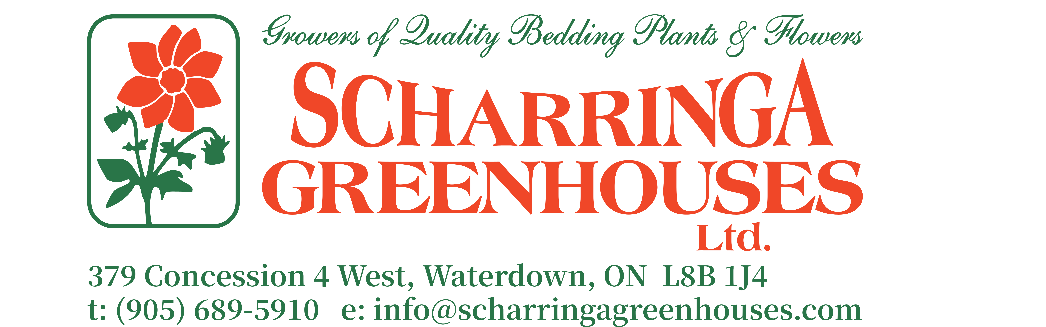 Growers of Quality Bedding Plants & Flowers
SCHARRINGA
GREENHOUSES
Ltd.
379 Concession 4 West, Waterdown, ON L8B 1J4
t: (905) 689-5910 e: info@scharringagreenhouses.com